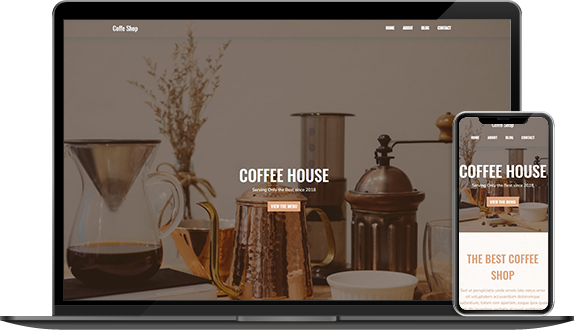 Coffe Shop
HOME ABOUT BLOG CONTACT
COFFEE HOUSE
Serving Only the Best since 2018
VIEW THE MENU
Coffe Shop
HOME ABOUT BLOG CONTACT
COFFEE HOUSE
Serving Only the Best since 2018
VIEW THE MENU
THE BEST COFFEE
SHOP